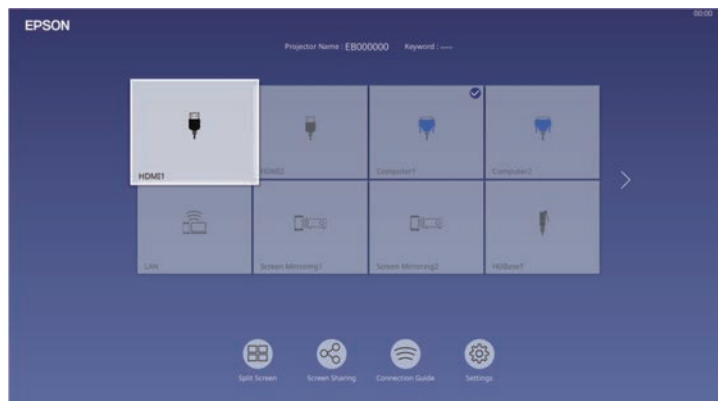 00:00
EPSON
Projector Name : EB000000 Keyword : ----
HDMI1
HDMI2
Computer1
Computer2
LAN
Screen Mirroring1
Screen Mirroring2
HDBaseT
Split Screen
Screen Sharing
Connection Guide
Settings